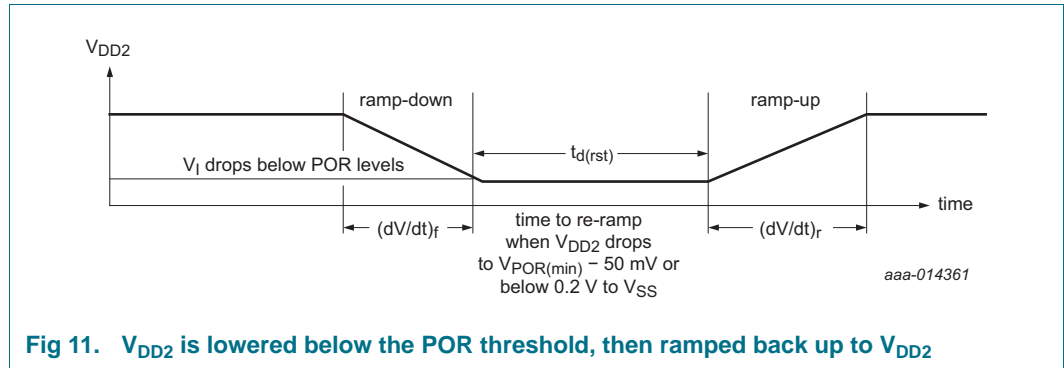 VDD2
ramp-down
ramp-up
td(rst)
VI drops below POR levels
time
(dV/dt)f
time to re-ramp
when VDD2 drops
to VPOR(min) − 50 mV or
below 0.2 V to VSS
(dV/dt)r
aaa-014361
Fig 11. VDD2 is lowered below the POR threshold, then ramped back up to VDD2